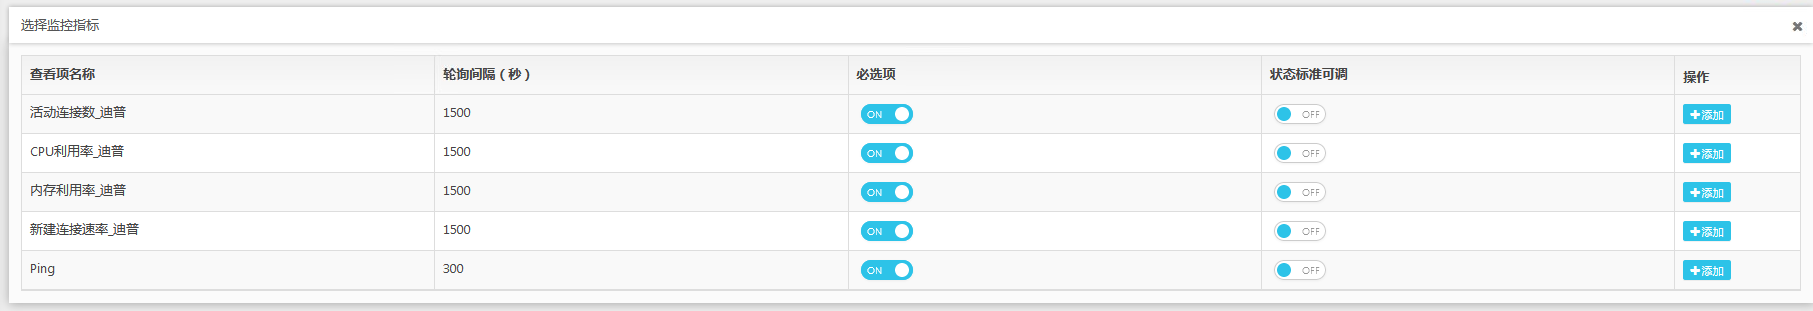 选择监控指标
查看项名称 轮询间隔（秒） 必选项 状态标准可调 操作
活动连接数_迪普 1500 ON OFF 添加
CPU利用率_迪普 1500 ON OFF 添加
内存利用率_迪普 1500 ON OFF 添加
新建连接速率_迪普 1500 ON OFF 添加
Ping 300 ON OFF 添加